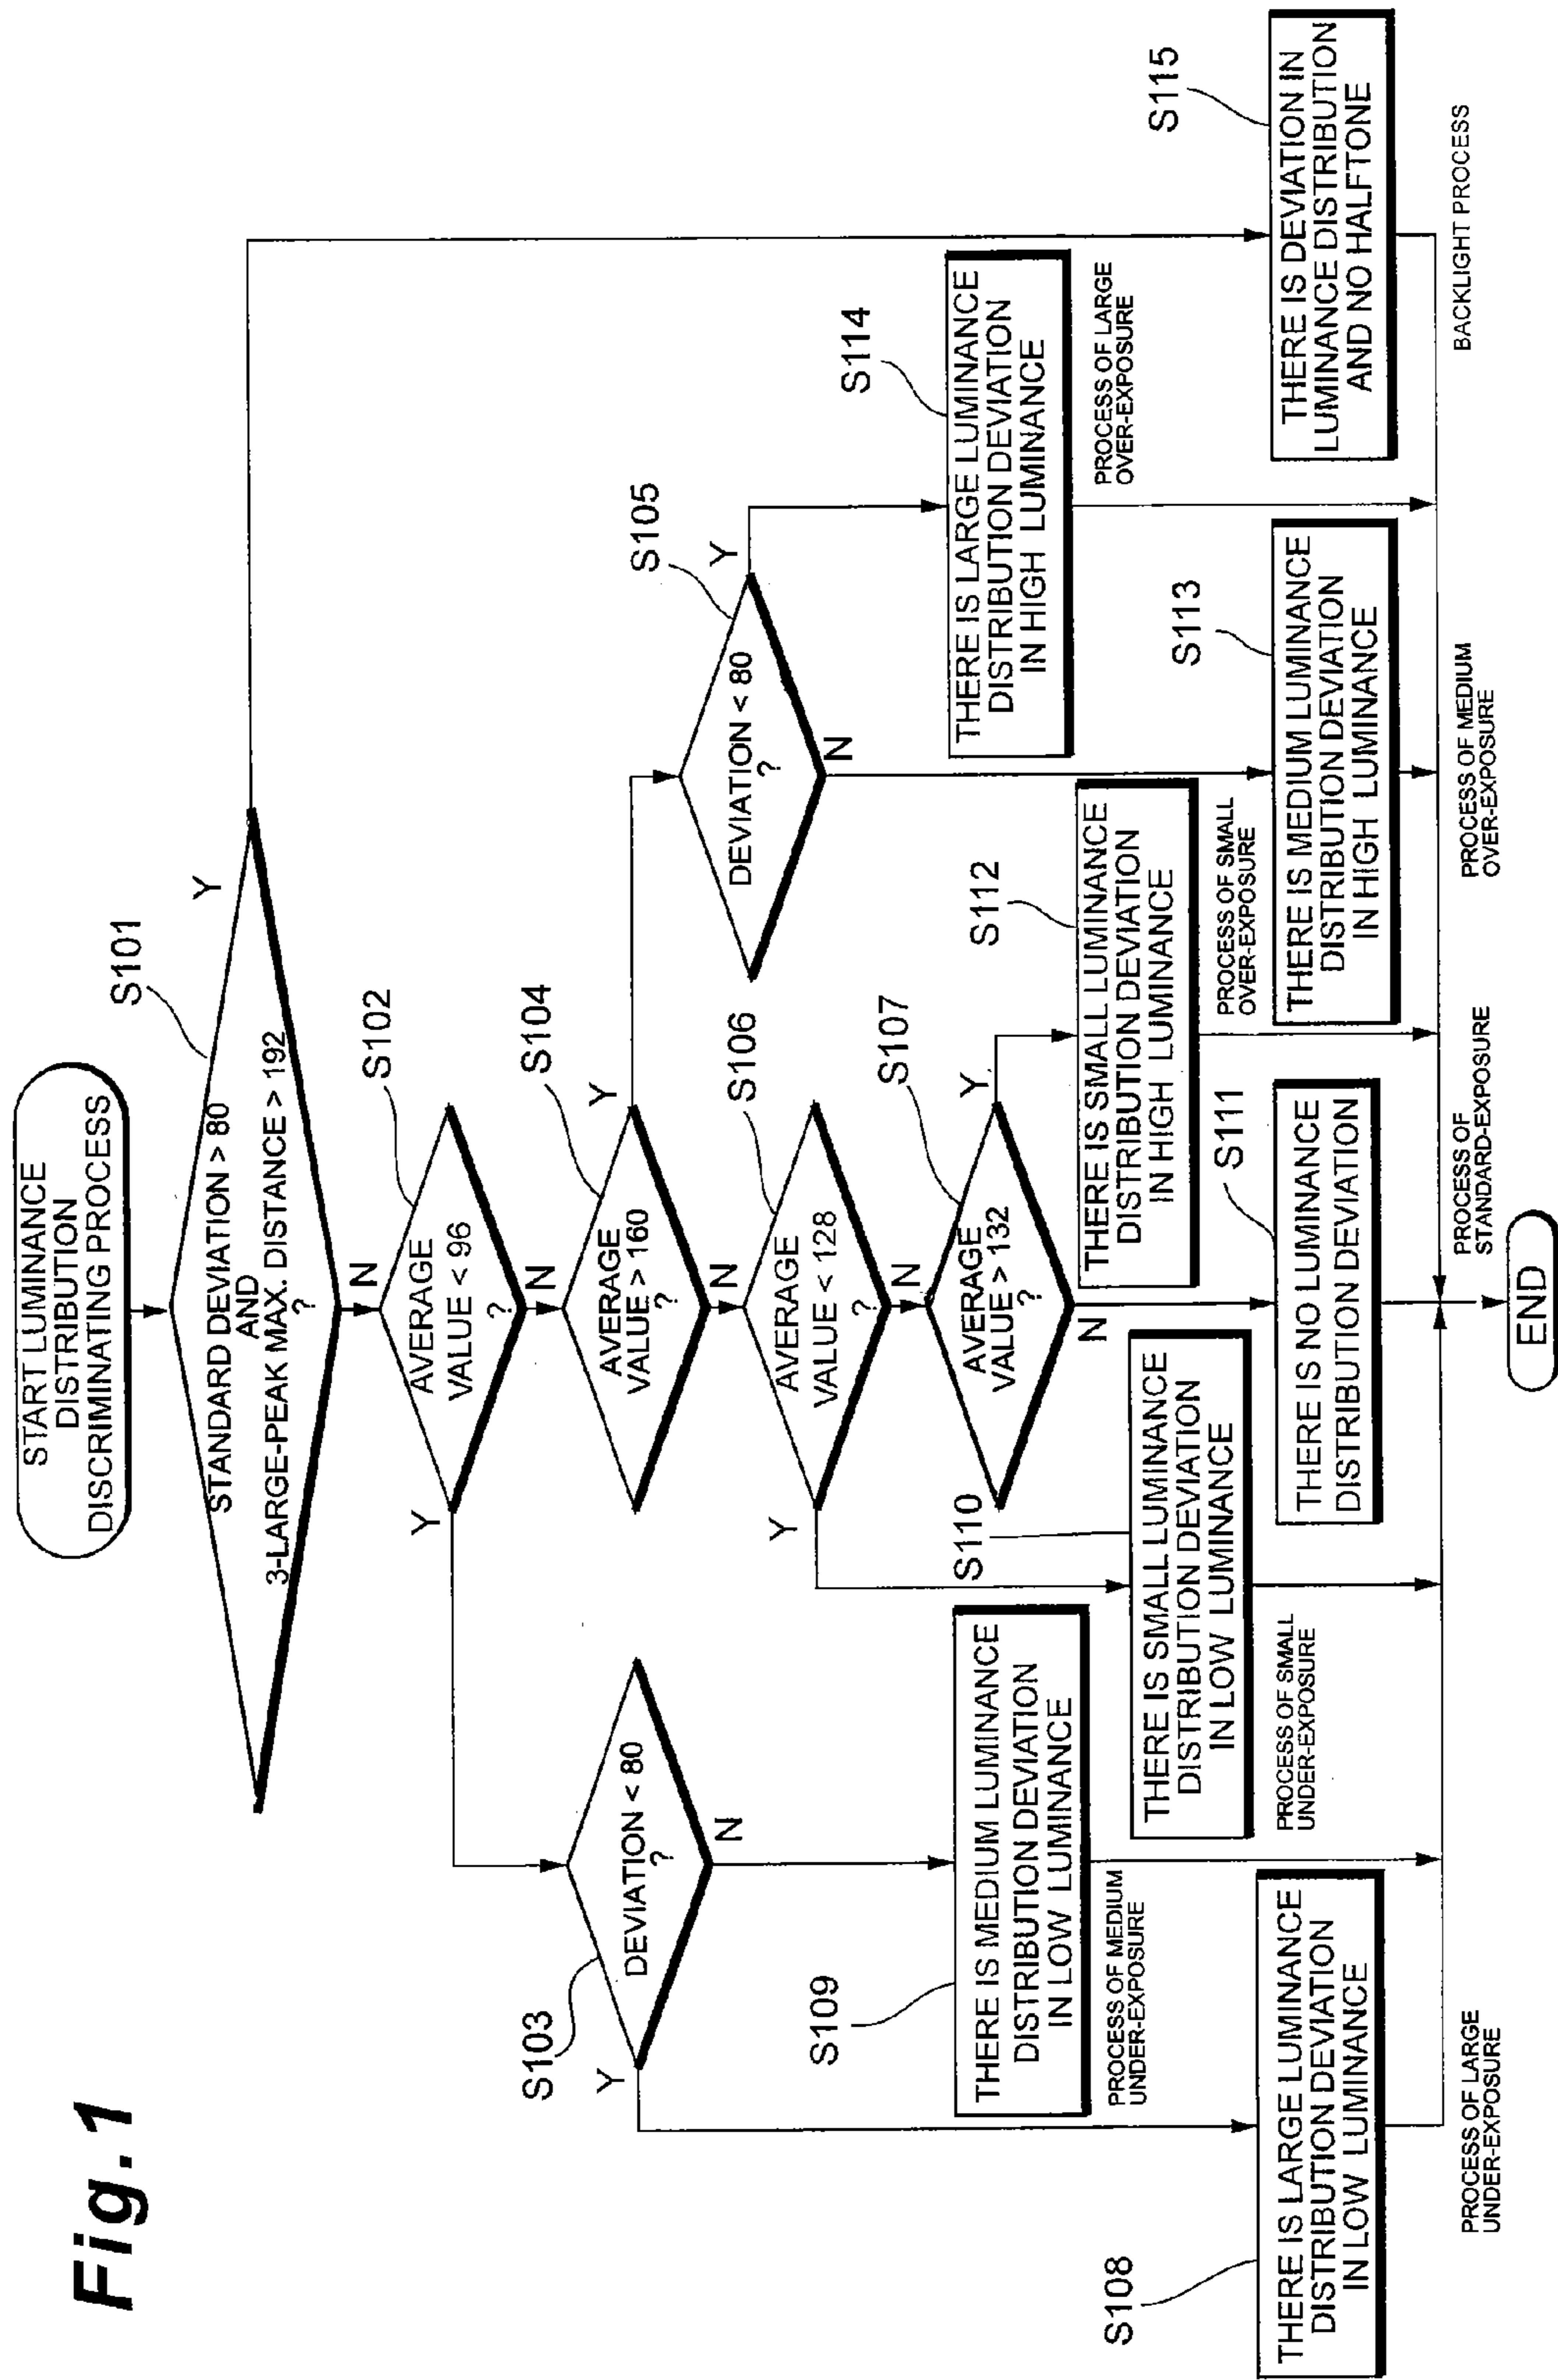 Fig.1
START LUMINANCE
DISTRIBUTION
DISCRIMINATING PROCESS
S101
STANDARD DEVIATION > 80
AND
3-LARGE-PEAK MAX. DISTANCE > 192
?
Y
N
S102
AVERAGE
VALUE < 96
?
Y
N
S103
DEVIATION < 80
?
Y
N
S104
AVERAGE
VALUE > 160
?
Y
N
S105
DEVIATION < 80
?
Y
N
S106
AVERAGE
VALUE < 128
?
Y
N
S107
AVERAGE
VALUE > 132
?
Y
N
S108
THERE IS LARGE LUMINANCE
DISTRIBUTION DEVIATION
IN LOW LUMINANCE
PROCESS OF LARGE
UNDER-EXPOSURE
S109
THERE IS MEDIUM LUMINANCE
DISTRIBUTION DEVIATION
IN LOW LUMINANCE
PROCESS OF MEDIUM
UNDER-EXPOSURE
S110
THERE IS SMALL LUMINANCE
DISTRIBUTION DEVIATION
IN LOW LUMINANCE
PROCESS OF SMALL
UNDER-EXPOSURE
S111
THERE IS NO LUMINANCE
DISTRIBUTION DEVIATION
PROCESS OF
STANDARD-EXPOSURE
S112
THERE IS SMALL LUMINANCE
DISTRIBUTION DEVIATION
IN HIGH LUMINANCE
PROCESS OF SMALL
OVER-EXPOSURE
S113
THERE IS MEDIUM LUMINANCE
DISTRIBUTION DEVIATION
IN HIGH LUMINANCE
PROCESS OF MEDIUM
OVER-EXPOSURE
S114
THERE IS LARGE LUMINANCE
DISTRIBUTION DEVIATION
IN HIGH LUMINANCE
PROCESS OF LARGE
OVER-EXPOSURE
S115
THERE IS DEVIATION IN
LUMINANCE DISTRIBUTION
AND NO HALFTONE
BACKLIGHT PROCESS
END